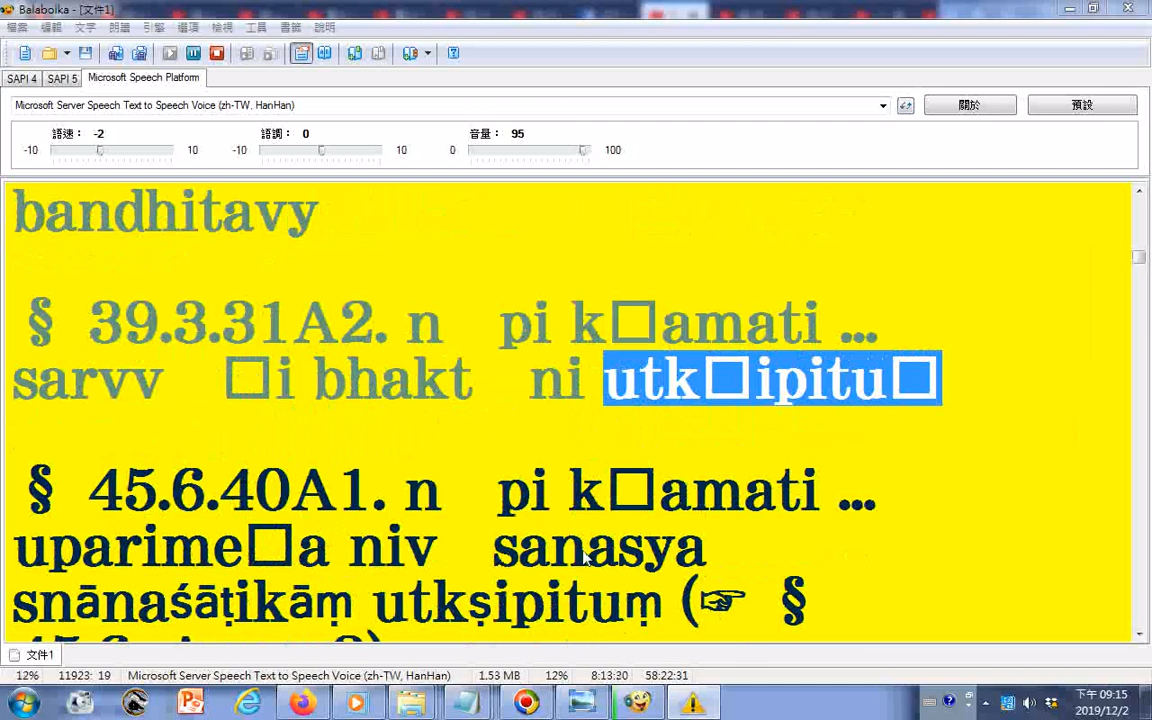 Balabolka - [文件1]
檔案 編輯 文字 朗讀 引擎 選項 檢視 工具 書籤 說明
SAPI 4 SAPI 5 Microsoft Speech Platform
Microsoft Server Speech Text to Speech Voice (zh-TW, HanHan) 關於 預設
語速： -2 語調： 0 音量： 95
-10 10 -10 10 0 100
bandhitavy
§ 39.3.31A2. n pi k□amati ...
sarvv □i bhakt ni utk□ipitu□
§ 45.6.40A1. n pi k□amati ...
uparime□a niv sanasya
snānaśāṭikāṃ utkṣipituṃ (☞ §
文件1
12% 11923: 19 Microsoft Server Speech Text to Speech Voice (zh-TW, HanHan) 1.53 MB 12% 8:13:30 58:22:31
下午 09:15
2019/12/2